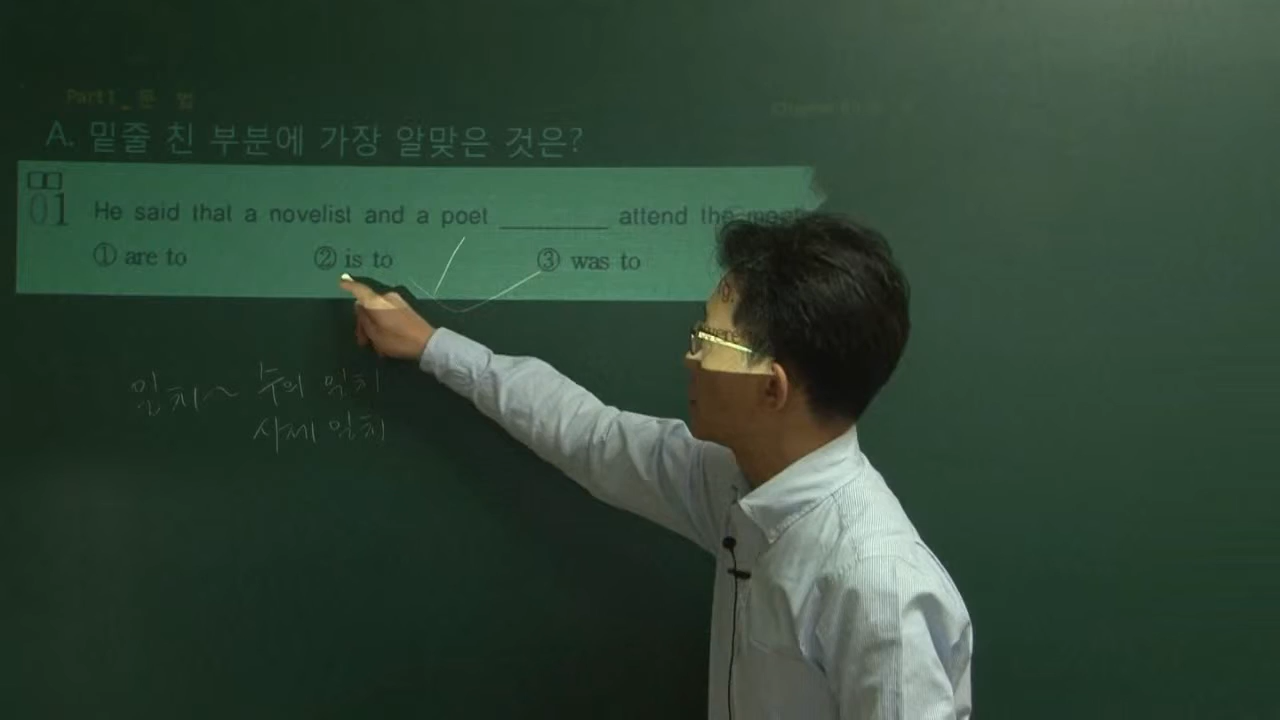 Part1_문 법
A. 밑줄 친 부분에 가장 알맞은 것은?
01 He said that a novelist and a poet ________ attend the
① are to ② is to ③ was to
일치~ 수의 일치
시제 일치